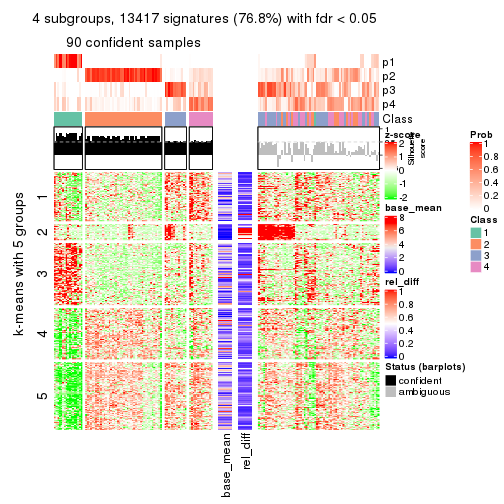 4 subgroups, 13417 signatures (76.8%) with fdr < 0.05
90 confident samples
p1
p2
p3
p4
Class
1
Silhouette
score
k-means with 5 groups
1
2
3
4
5
base_mean
rel_diff
z-score
2
1
0
-1
-2
base_mean
8
6
4
2
0
rel_diff
1
0.8
0.6
0.4
0.2
0
Status (barplots)
confident
ambiguous
Prob
1
0.8
0.6
0.4
0.2
0
Class
1
2
3
4